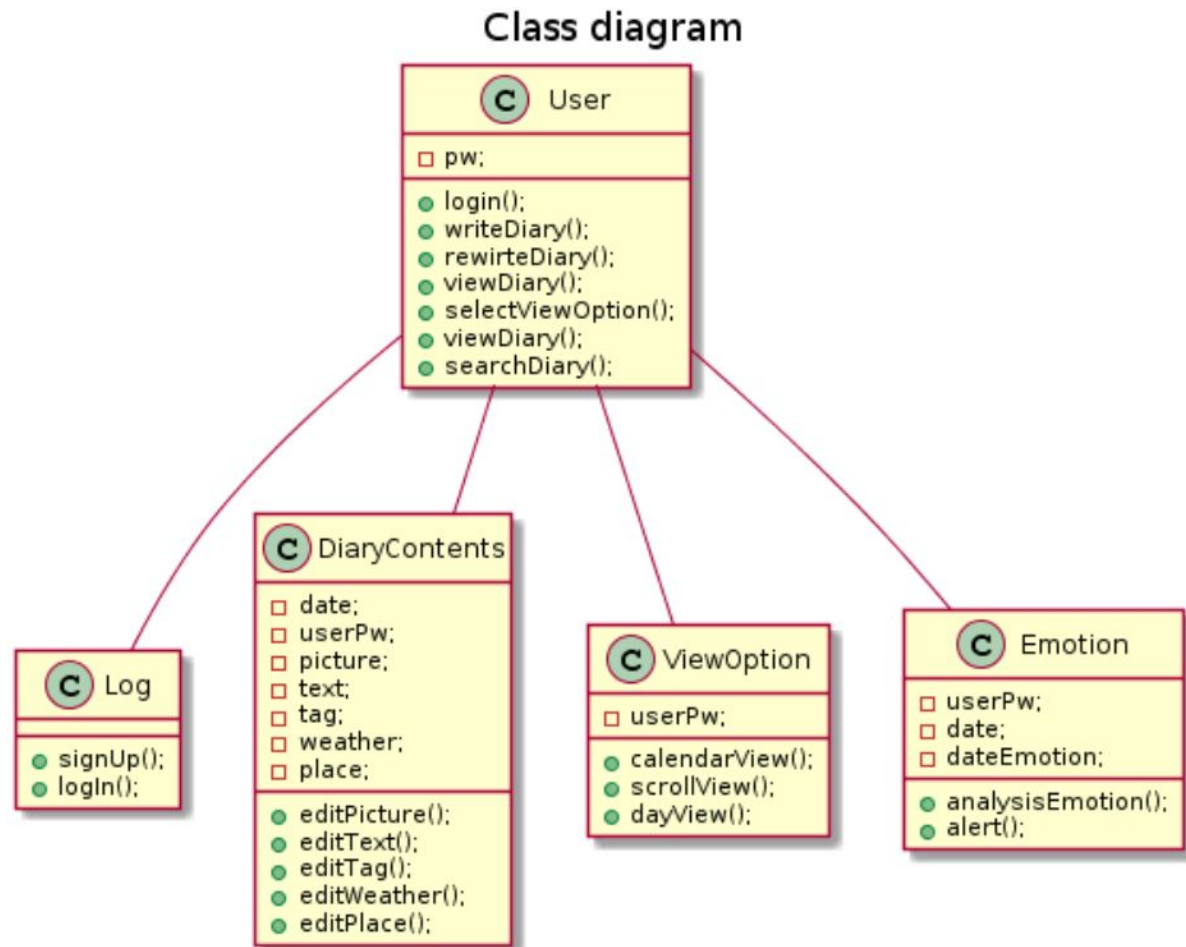 Class diagram
C User
pw;
login();
writeDiary();
rewirteDiary();
viewDiary();
selectViewOption();
viewDiary();
searchDiary();
C Log
signUp();
logIn();
C DiaryContents
date;
userPw;
picture;
text;
tag;
weather;
place;
editPicture();
editText();
editTag();
editWeather();
editPlace();
C ViewOption
userPw;
calendarView();
scrollView();
dayView();
C Emotion
userPw;
date;
dateEmotion;
analysisEmotion();
alert();